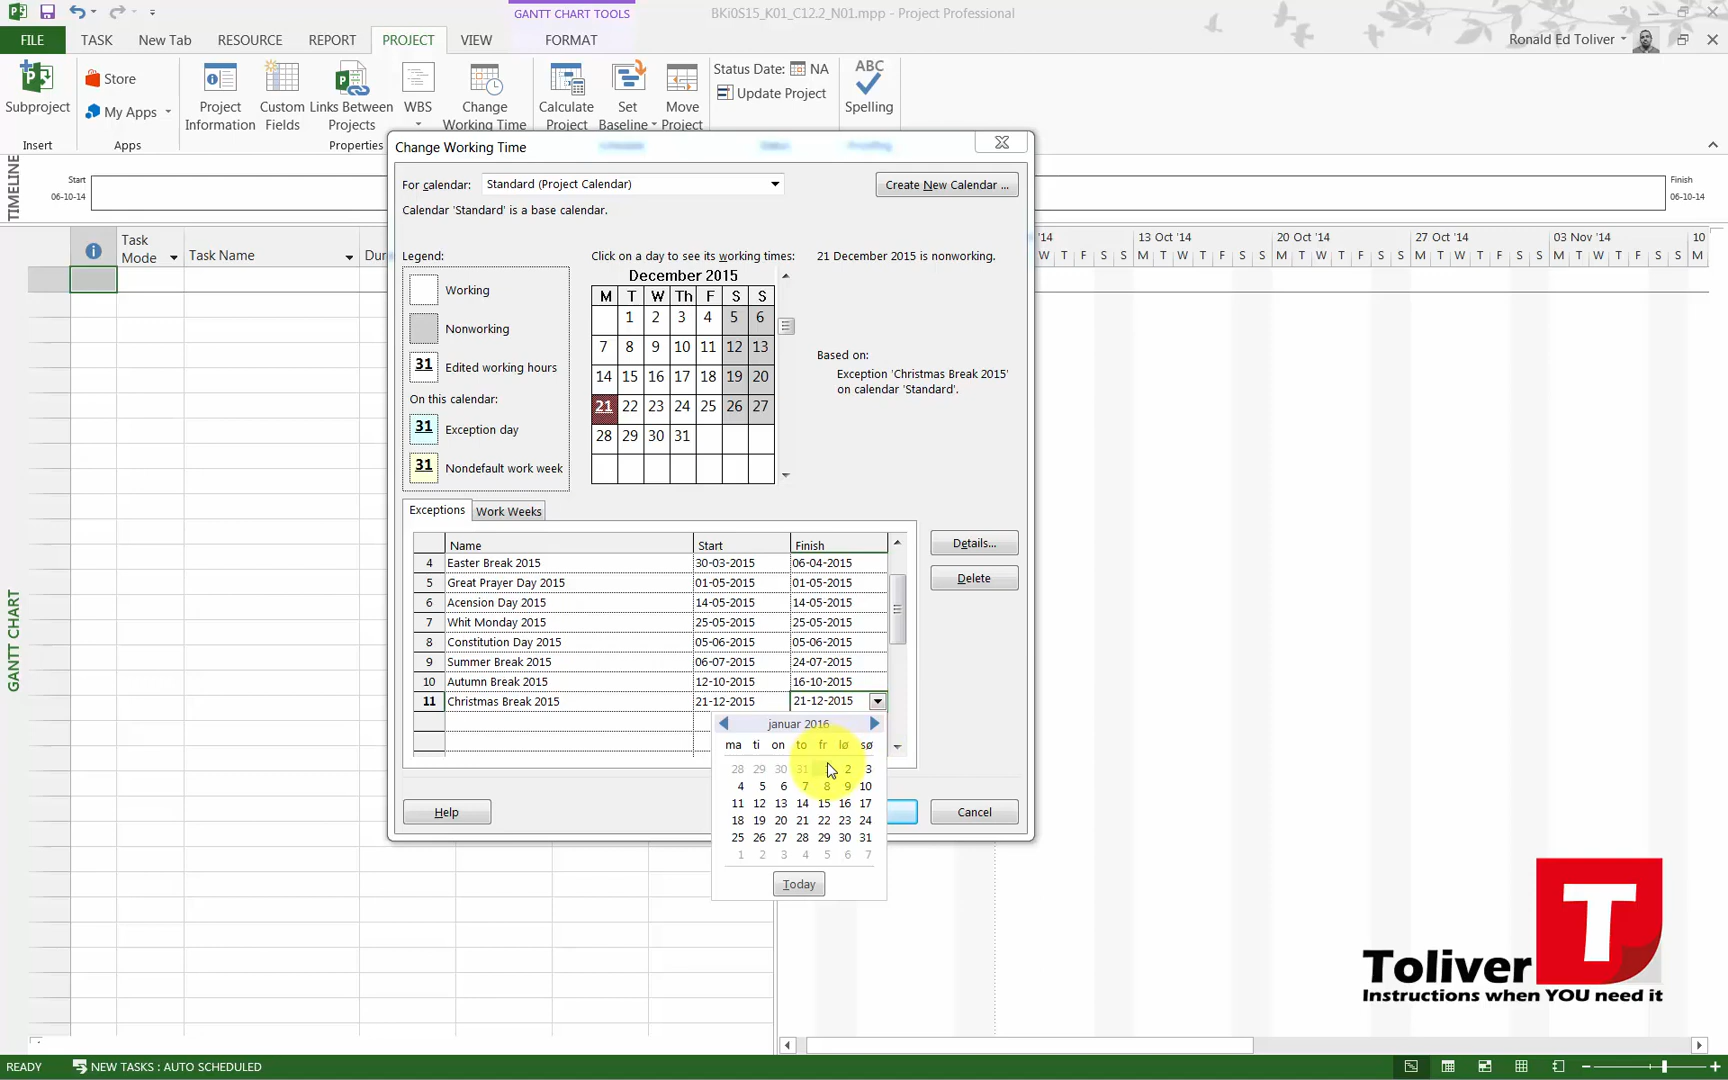 GANTT CHART TOOLS
BKi0S15_K01_C12.2_N01.mpp - Project Professional
FILE TASK New Tab RESOURCE REPORT PROJECT VIEW FORMAT
Ronald Ed Toliver
Subproject
Store
My Apps
Project Information
Custom Fields
Links Between Projects
WBS
Change Working Time
Calculate Project
Set Baseline
Move Project
Status Date: NA
Update Project
ABC
Spelling
Insert
Apps
Properties
TIMELINE
Start
06-10-14
Finish
06-10-14
Task Mode
Task Name
Dur
'14 13 Oct '14 20 Oct '14 27 Oct '14 03 Nov '14 10
W T F S S M T W T F S S M T W T F S S M T W T F S S M T W T F S S M
GANTT CHART
Change Working Time
For calendar: Standard (Project Calendar)
Create New Calendar ...
Calendar 'Standard' is a base calendar.
Legend:
Working
Nonworking
31 Edited working hours
On this calendar:
31 Exception day
31 Nondefault work week
Click on a day to see its working times:
December 2015
M T W Th F S S
1 2 3 4 5 6
7 8 9 10 11 12 13
14 15 16 17 18 19 20
21 22 23 24 25 26 27
28 29 30 31
21 December 2015 is nonworking.
Based on:
Exception 'Christmas Break 2015'
on calendar 'Standard'.
Exceptions Work Weeks
Name Start Finish
4 Easter Break 2015 30-03-2015 06-04-2015
5 Great Prayer Day 2015 01-05-2015 01-05-2015
6 Acension Day 2015 14-05-2015 14-05-2015
7 Whit Monday 2015 25-05-2015 25-05-2015
8 Constitution Day 2015 05-06-2015 05-06-2015
9 Summer Break 2015 06-07-2015 24-07-2015
10 Autumn Break 2015 12-10-2015 16-10-2015
11 Christmas Break 2015 21-12-2015 21-12-2015
Details...
Delete
januar 2016
ma ti on to fr lø sø
28 29 30 31 2 3
4 5 6 7 8 9 10
11 12 13 14 15 16 17
18 19 20 21 22 23 24
25 26 27 28 29 30 31
1 2 3 4 5 6 7
Today
Help
Cancel
T
Toliver
Instructions when YOU need it
READY
NEW TASKS : AUTO SCHEDULED